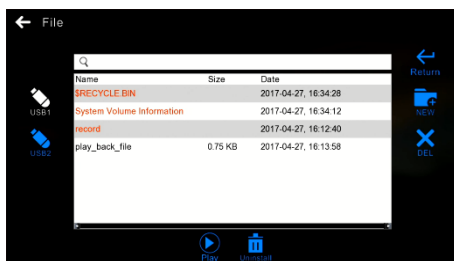 File
Return
Name Size Date
$RECYCLE.BIN 2017-04-27, 16:34:28
USB1
System Volume Information 2017-04-27, 16:34:12
NEW
record 2017-04-27, 16:12:40
play_back_file 0.75 KB 2017-04-27, 16:13:58
USB2
DEL
Play Uninstall